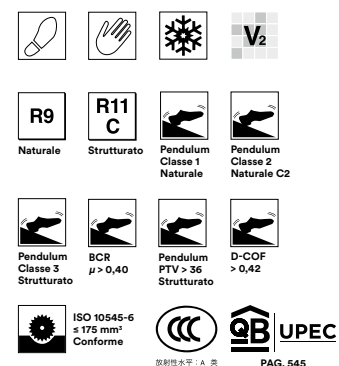 V2
R9
Naturale
R11
C
Strutturato
Pendulum
Classe 1
Naturale
Pendulum
Classe 2
Naturale C2
Pendulum
Classe 3
Strutturato
BCR
μ > 0,40
Pendulum
PTV > 36
Strutturato
D-COF
> 0,42
ISO 10545-6
≤ 175 mm³
Conforme
CCC
放射性水平：A 类
QB UPEC
PAG. 545